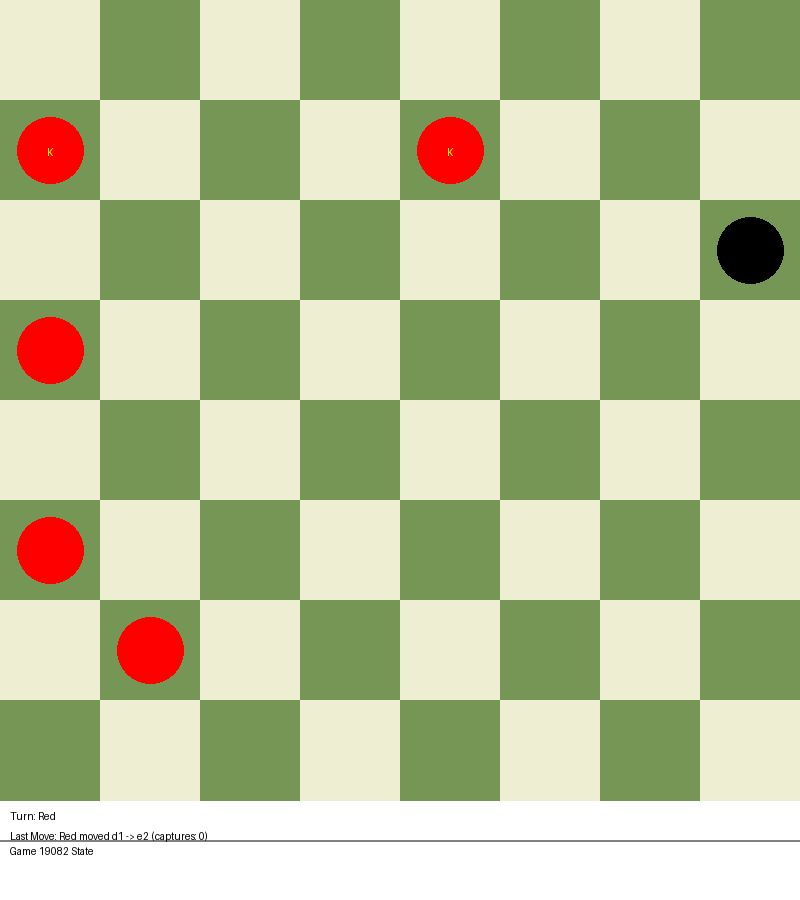 K
K
Turn: Red
Last Move: Red moved d1 -> e2 (captures: 0)
Game 19082 State